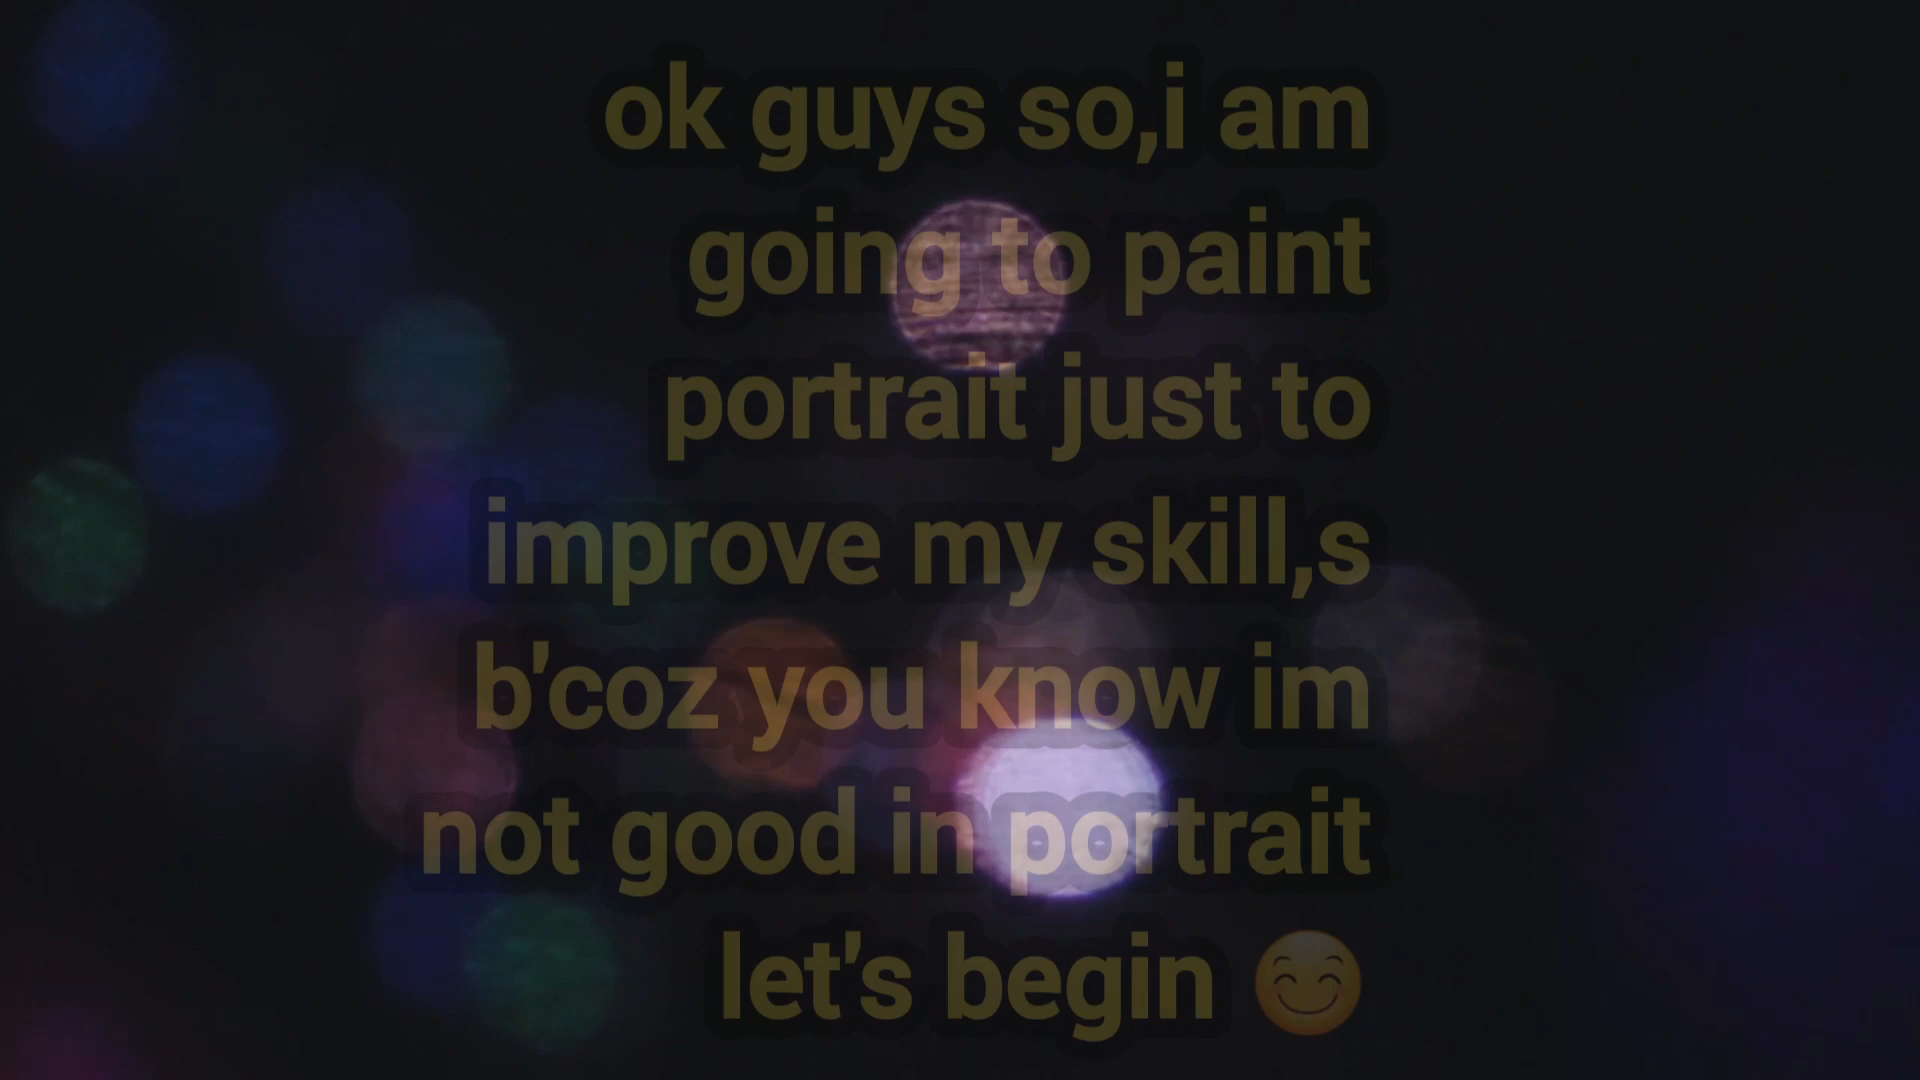 ok guys so,i am
going to paint
portrait just to
improve my skill,s
b'coz you know im
not good in portrait
let's begin 😊